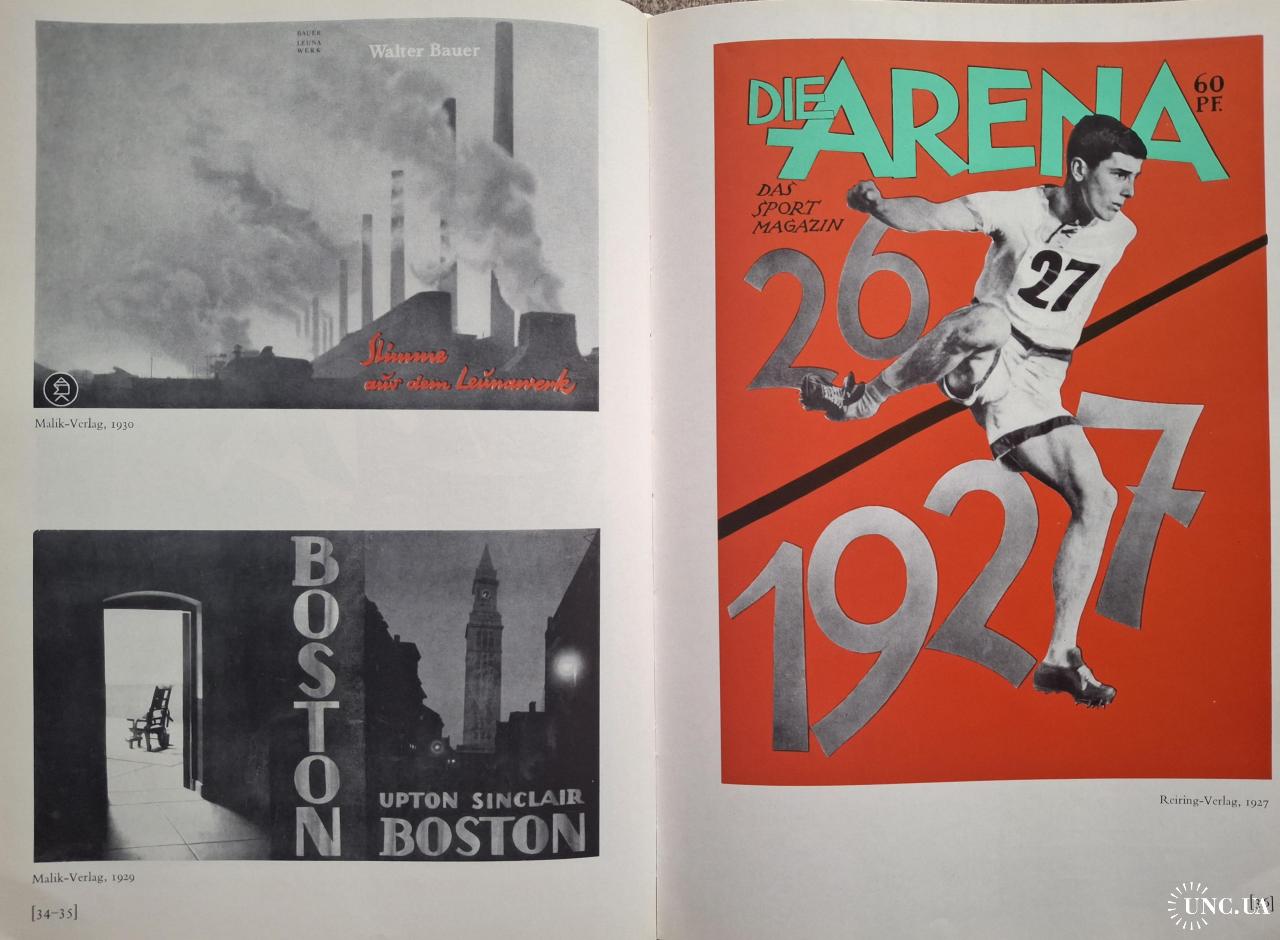 BAUER
LEUNA
WERK
Walter Bauer
Stimme
aus dem Leunawerk
Malik-Verlag, 1930
BOSTON
UPTON SINCLAIR
BOSTON
Malik-Verlag, 1929
[34–35]
DIE ARENA
60
PF.
DAS
SPORT
MAGAZIN
26
27
1927
Reiring-Verlag, 1927
UNC.UA